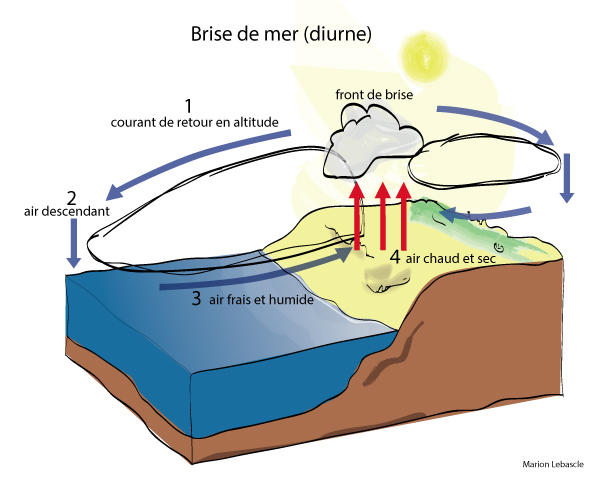 Brise de mer (diurne)
front de brise
1
courant de retour en altitude
2
air descendant
4 air chaud et sec
3 air frais et humide
Marion Lebascle